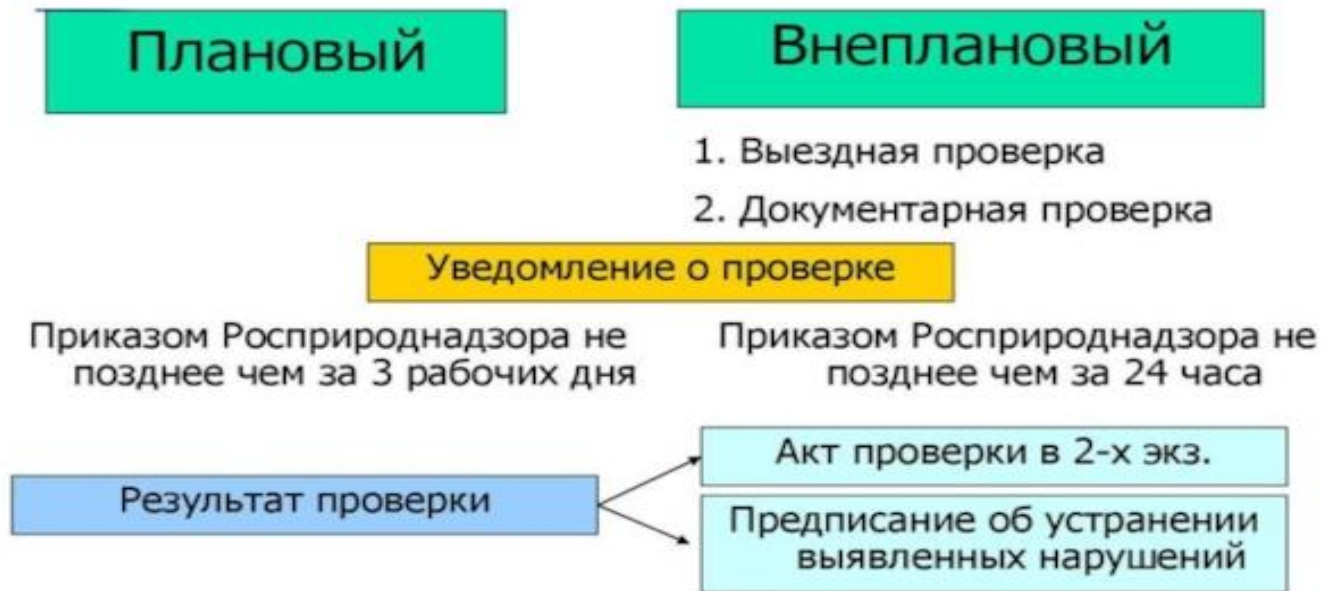 Плановый
Внеплановый
1. Выездная проверка
2. Документарная проверка
Уведомление о проверке
Приказом Росприроднадзора не
позднее чем за 3 рабочих дня
Приказом Росприроднадзора не
позднее чем за 24 часа
Результат проверки
Акт проверки в 2-х экз.
Предписание об устранении
выявленных нарушений